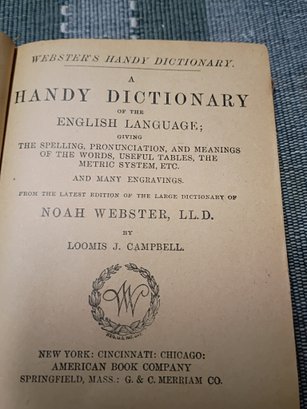 WEBSTER'S HANDY DICTIONARY.
A
HANDY DICTIONARY
OF THE
ENGLISH LANGUAGE;
GIVING
THE SPELLING, PRONUNCIATION, AND MEANINGS
OF THE WORDS, USEFUL TABLES, THE
METRIC SYSTEM, ETC.
AND MANY ENGRAVINGS.
FROM THE LATEST EDITION OF THE LARGE DICTIONARY OF
NOAH WEBSTER, LL.D.
BY
LOOMIS J. CAMPBELL.
W
NEW YORK: CINCINNATI: CHICAGO:
AMERICAN BOOK COMPANY
SPRINGFIELD, MASS.: G. & C. MERRIAM CO.